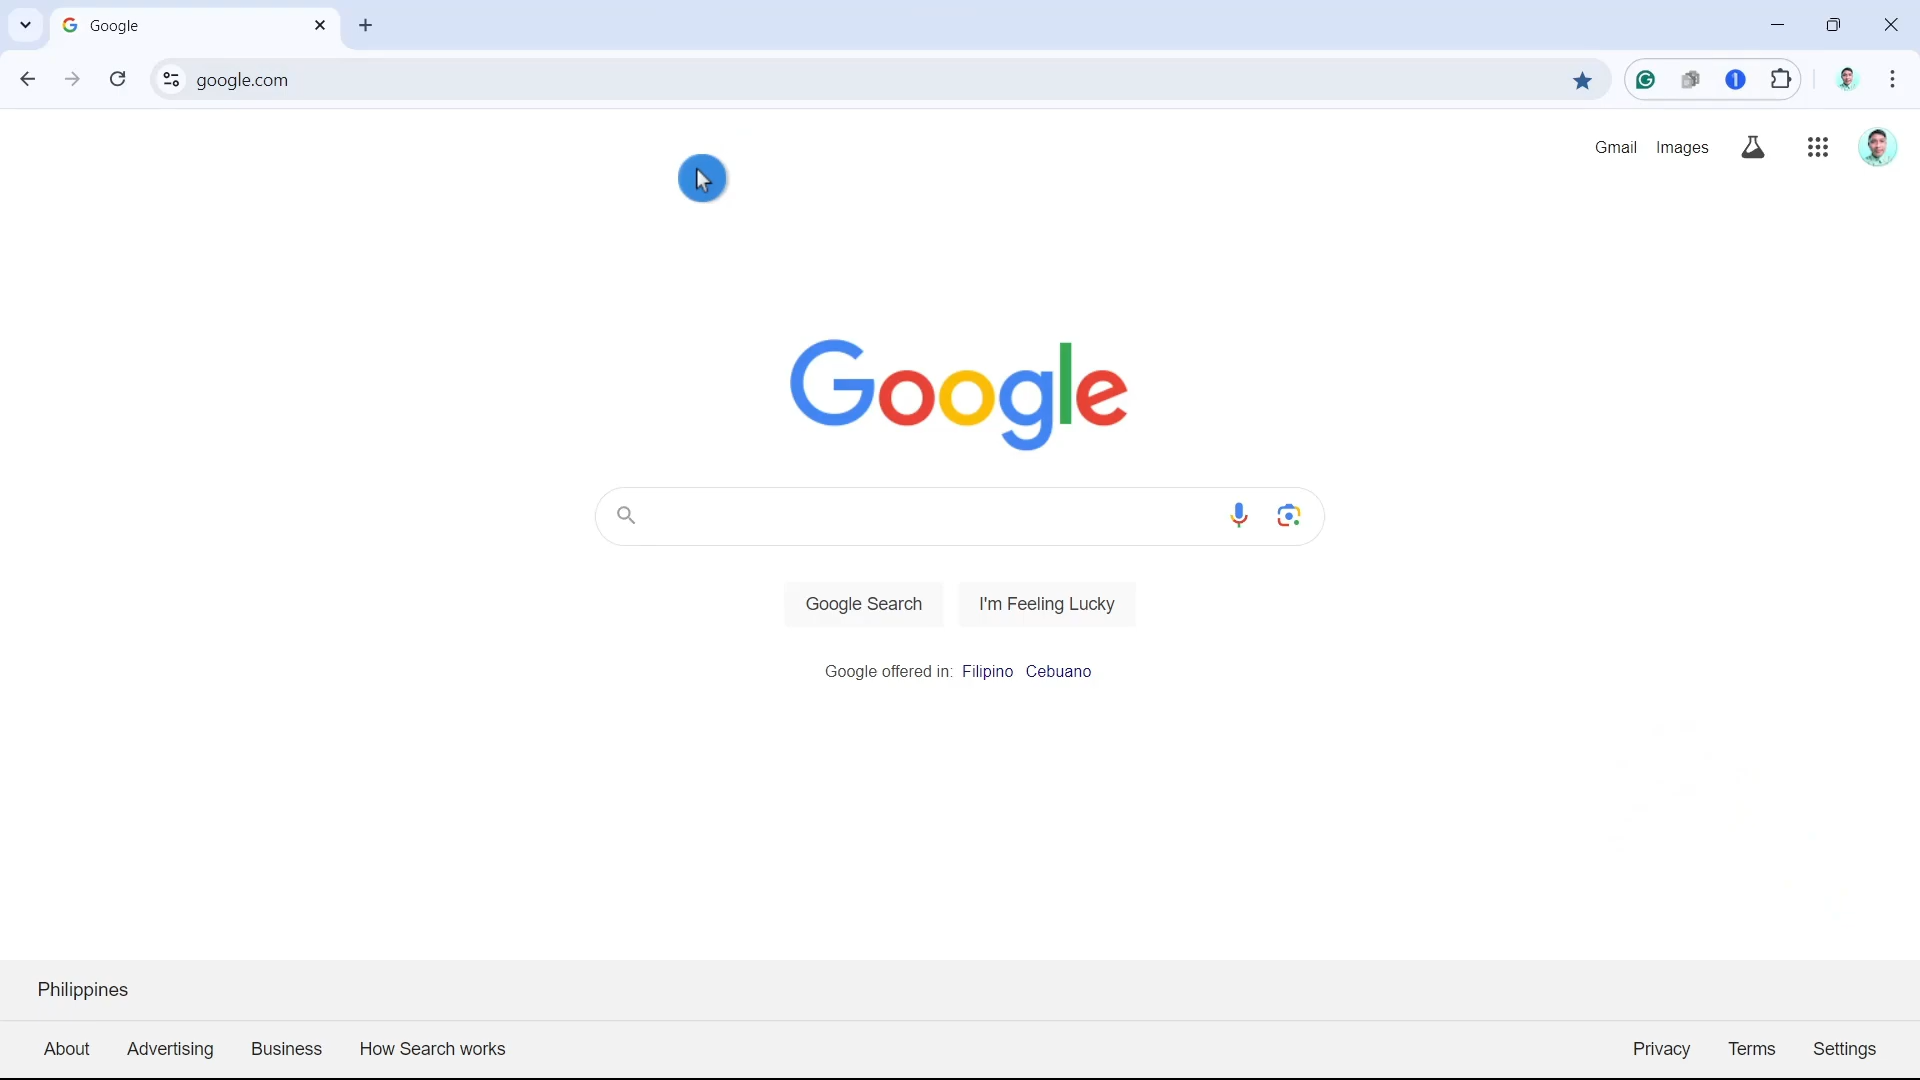 Google
google.com
Gmail Images
Google
Google Search I'm Feeling Lucky
Google offered in: Filipino Cebuano
Philippines
About Advertising Business How Search works Privacy Terms Settings